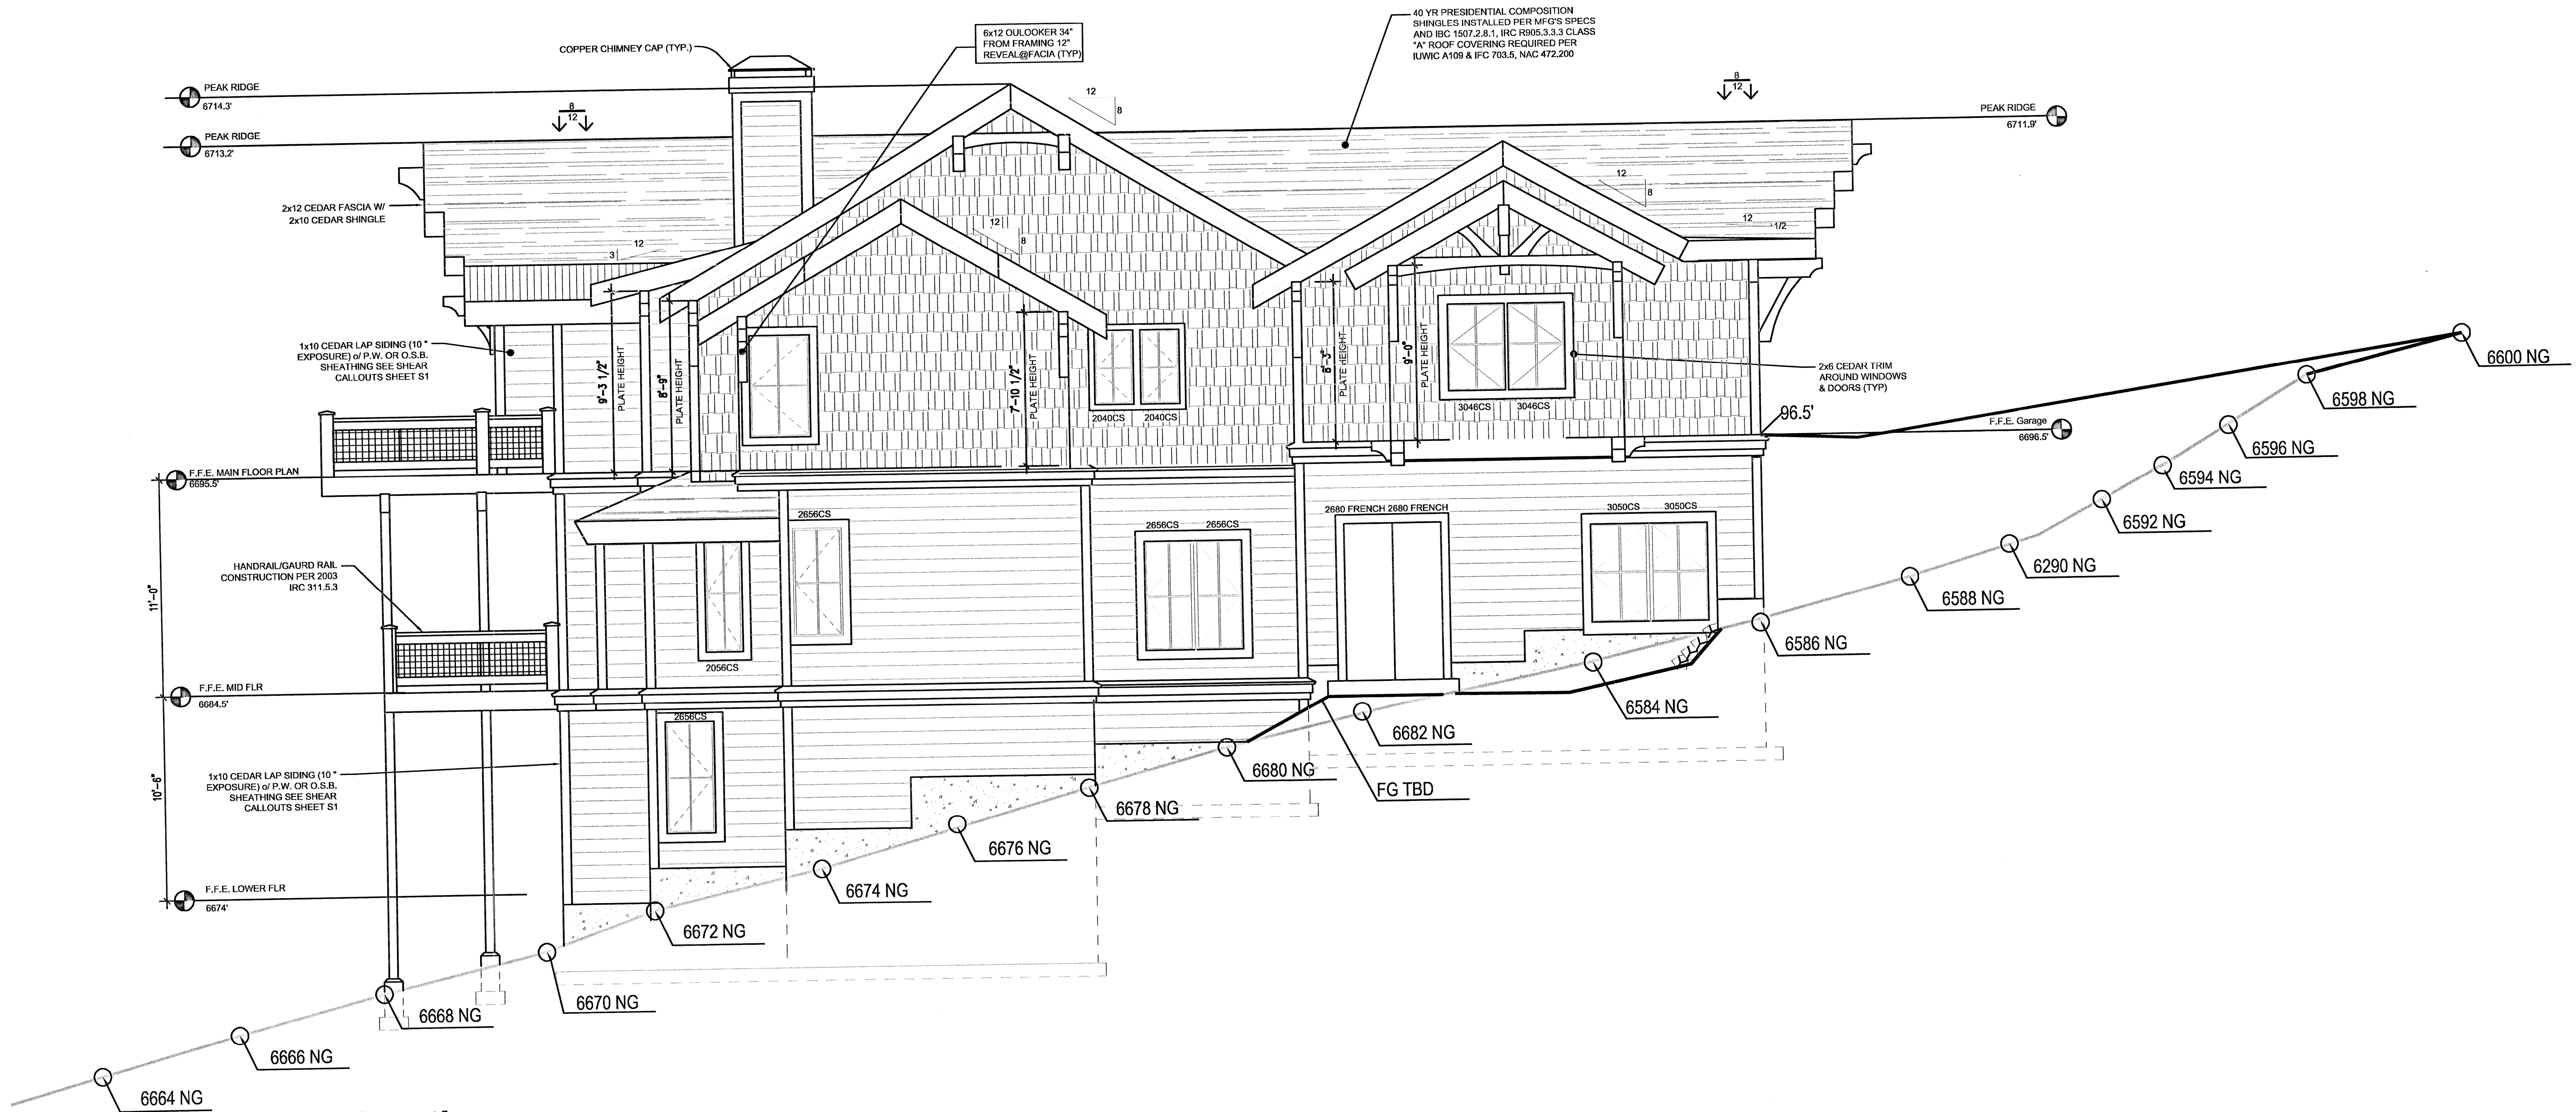 40 YR PRESIDENTIAL COMPOSITION
SHINGLES INSTALLED PER MFG'S SPECS
AND IBC 1507.2.8.1, IRC R905.3.3.3 CLASS
"A" ROOF COVERING REQUIRED PER
IUWIC A109 & IFC 703.5, NAC 472.200
6x12 OULOOKER 34"
FROM FRAMING 12"
REVEAL@FACIA (TYP)
COPPER CHIMNEY CAP (TYP.)
PEAK RIDGE
6714.3'
8
12
12
8
8
12
PEAK RIDGE
6711.9'
PEAK RIDGE
6713.2'
2x12 CEDAR FASCIA W/
2x10 CEDAR SHINGLE
12
8
12
8
12
1/2
12
3
1x10 CEDAR LAP SIDING (10 "
EXPOSURE) o/ P.W. OR O.S.B.
SHEATHING SEE SHEAR
CALLOUTS SHEET S1
9'-3 1/2"
PLATE HEIGHT
8'-9"
PLATE HEIGHT
7'-10 1/2"
PLATE HEIGHT
8'-3"
PLATE HEIGHT
9'-0"
PLATE HEIGHT
2040CS 2040CS
3046CS 3046CS
2x6 CEDAR TRIM
AROUND WINDOWS
& DOORS (TYP)
96.5'
F.F.E. Garage
6696.5'
6600 NG
6598 NG
6596 NG
6594 NG
6592 NG
6290 NG
6588 NG
6586 NG
6584 NG
6682 NG
6680 NG
FG TBD
6678 NG
6676 NG
6674 NG
6672 NG
6670 NG
6668 NG
6666 NG
6664 NG
F.F.E. MAIN FLOOR PLAN
6695.5'
2656CS
2656CS 2656CS
2680 FRENCH 2680 FRENCH
3050CS 3050CS
HANDRAIL/GAURD RAIL
CONSTRUCTION PER 2003
IRC 311.5.3
11'-0"
2056CS
F.F.E. MID FLR
6684.5'
2656CS
1x10 CEDAR LAP SIDING (10 "
EXPOSURE) o/ P.W. OR O.S.B.
SHEATHING SEE SHEAR
CALLOUTS SHEET S1
10'-6"
F.F.E. LOWER FLR
6674'